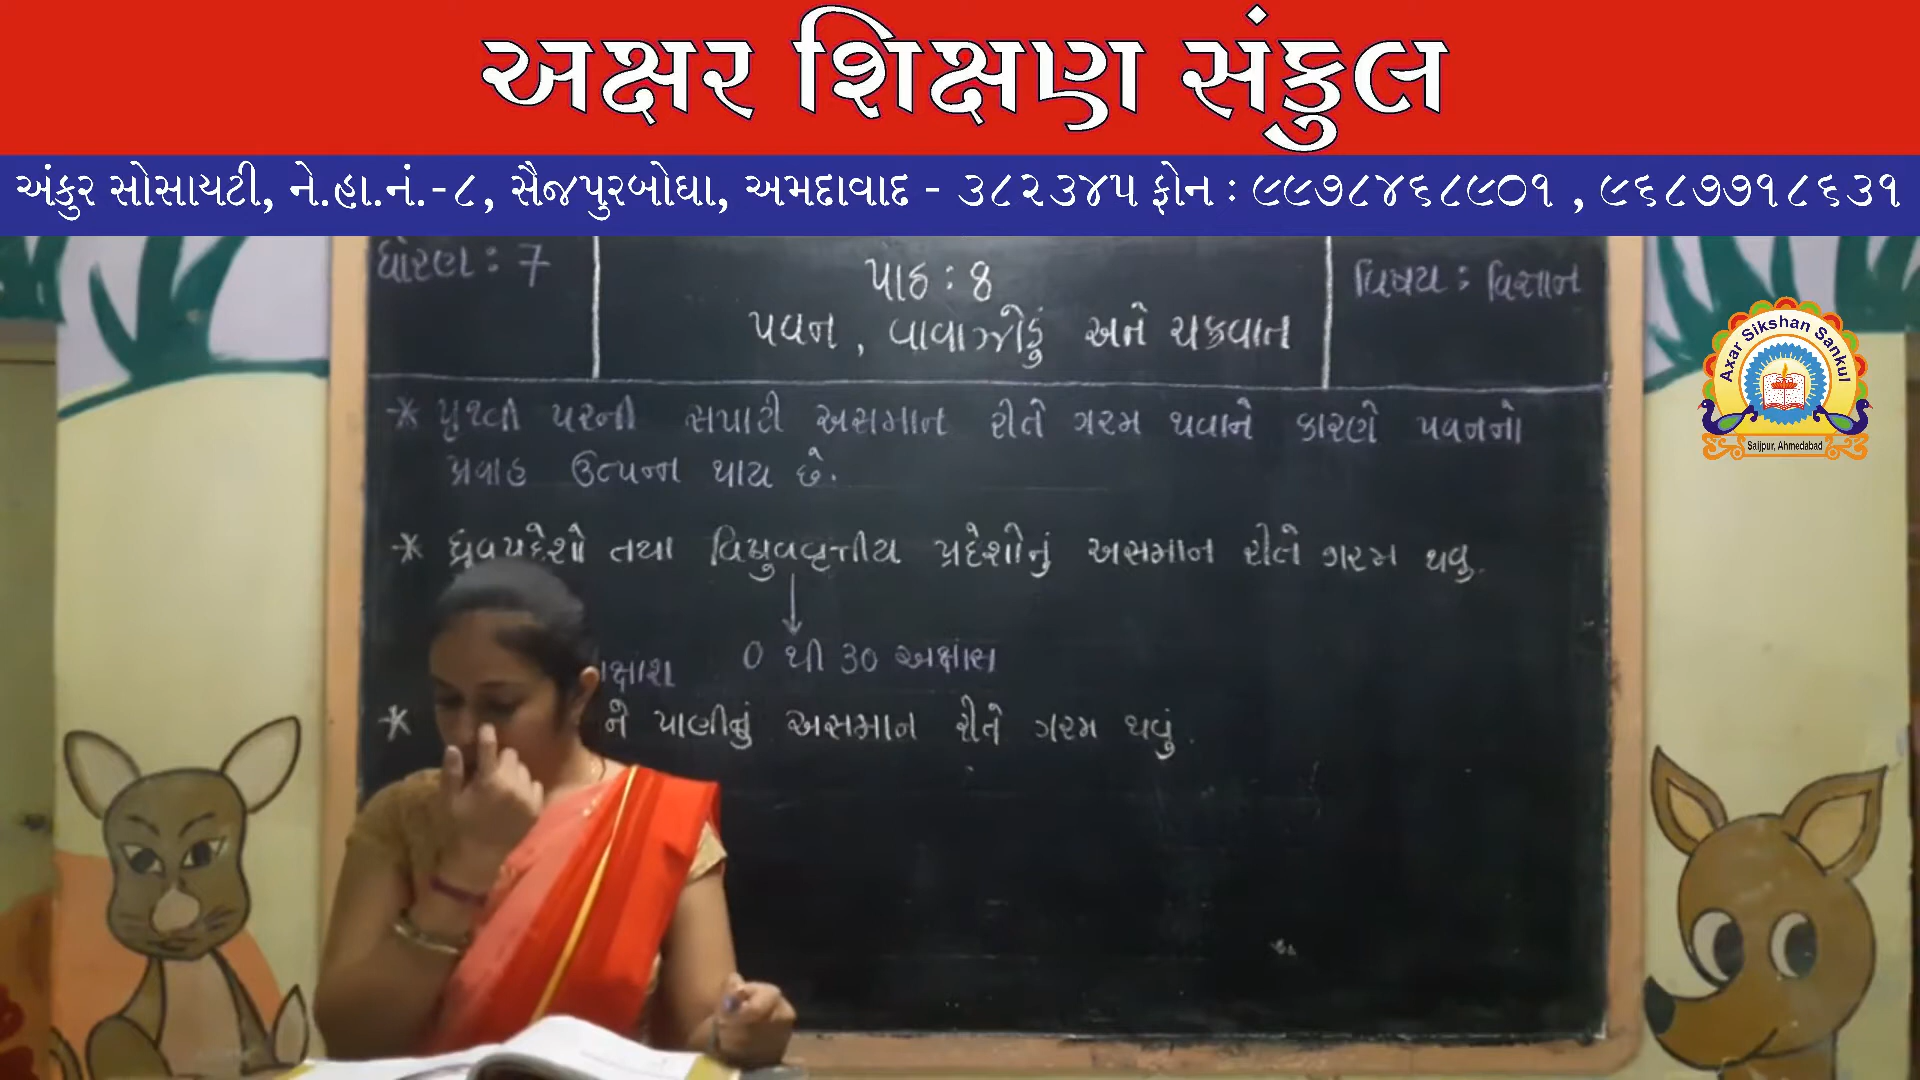 અક્ષર શિક્ષણ સંકુલ
અંકુર સોસાયટી, ને.હા.નં.-૮, સૈજપુરબોઘા, અમદાવાદ - ૩૮૨૩૪૫ ફોન : ૯૯૭૮૪૬૮૯૦૧ , ૯૬૮૭૭૧૮૬૩૧
ધોરણ : 7
પાઠ : 8
વિષય : વિજ્ઞાન
પવન , વાવાઝોડું અને ચક્રવાત
Axar Sikshan Sankul
Saijpur, Ahmedabad
* પૃથ્વી પરની સપાટી અસમાન રીતે ગરમ થવાને કારણે પવનનો
પ્રવાહ ઉત્પન્ન થાય છે.
* ધ્રુવપ્રદેશો તથા વિષુવવૃત્તીય પ્રદેશોનું અસમાન રીતે ગરમ થવુ.
0 થી 30 અક્ષાંસ
* ને પાણીનું અસમાન રીતે ગરમ થવું.